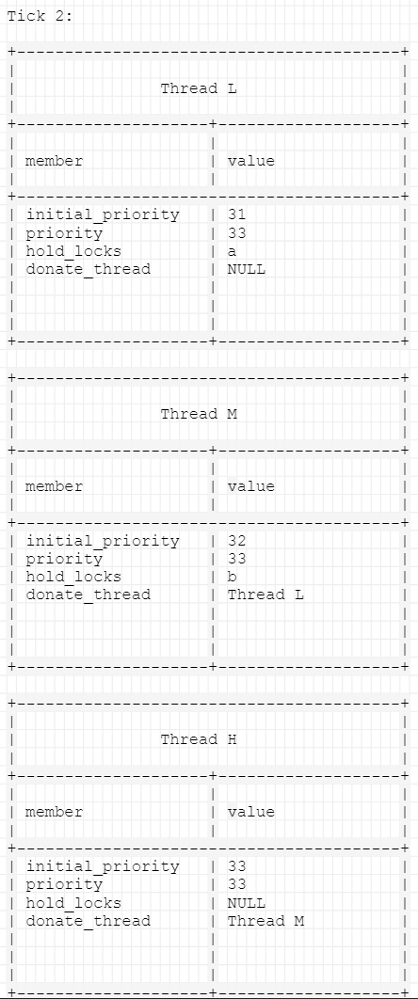 Tick 2:
Thread L
member value
initial_priority 31
priority 33
hold_locks a
donate_thread NULL
Thread M
member value
initial_priority 32
priority 33
hold_locks b
donate_thread Thread L
Thread H
member value
initial_priority 33
priority 33
hold_locks NULL
donate_thread Thread M